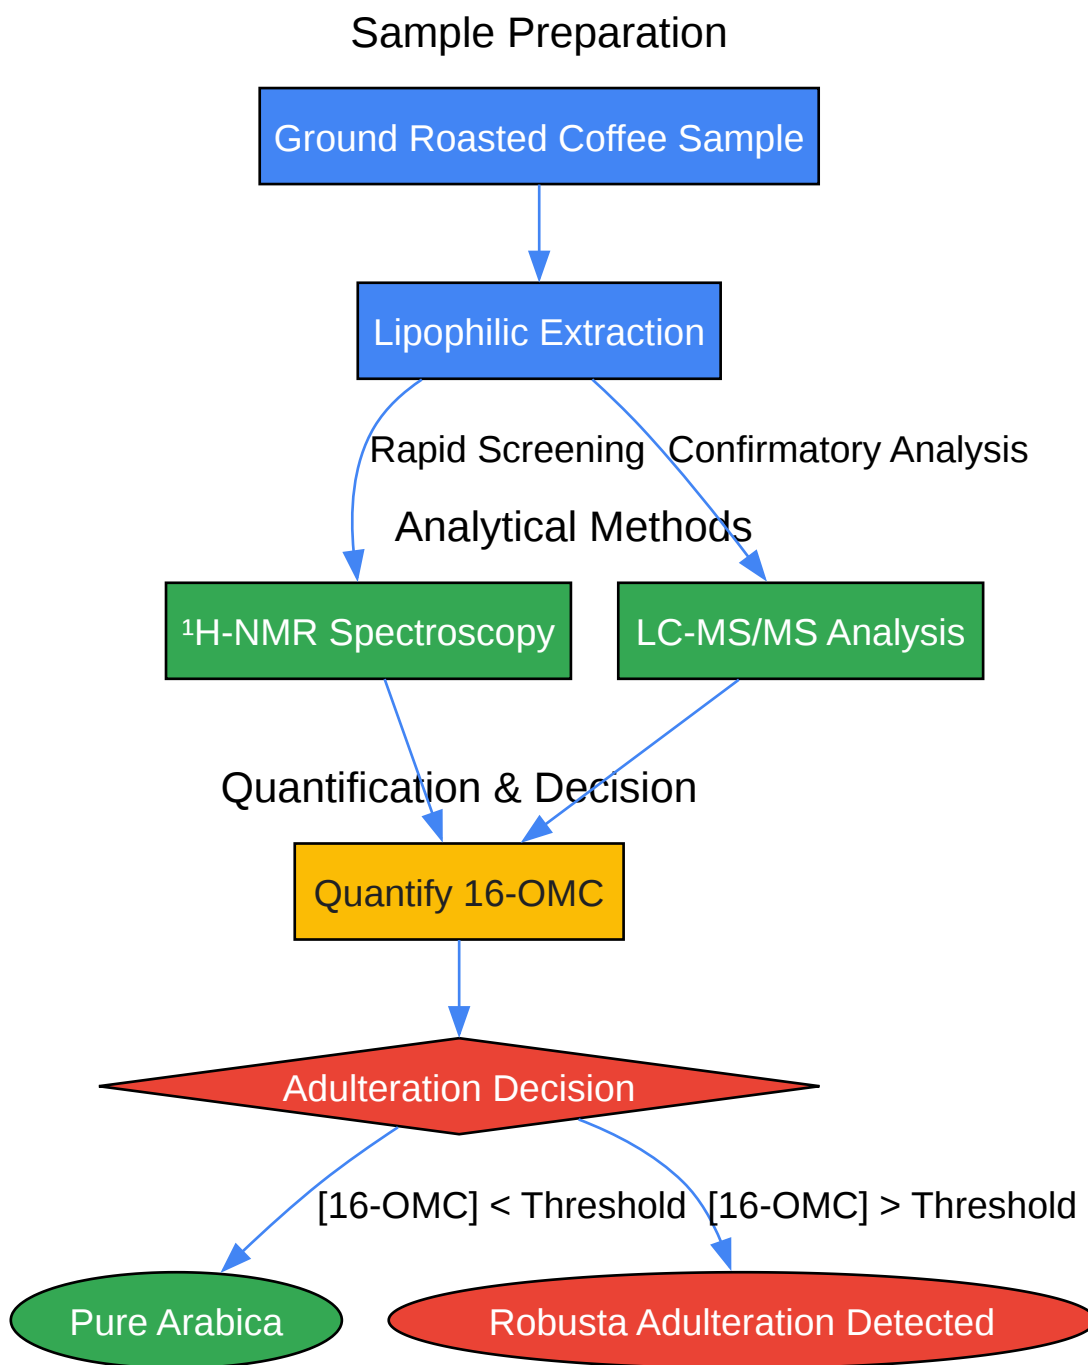 Sample Preparation
Ground Roasted Coffee Sample
Lipophilic Extraction
Rapid Screening
Confirmatory Analysis
Analytical Methods
¹H-NMR Spectroscopy
LC-MS/MS Analysis
Quantification & Decision
Quantify 16-OMC
Adulteration Decision
[16-OMC] < Threshold
[16-OMC] > Threshold
Pure Arabica
Robusta Adulteration Detected